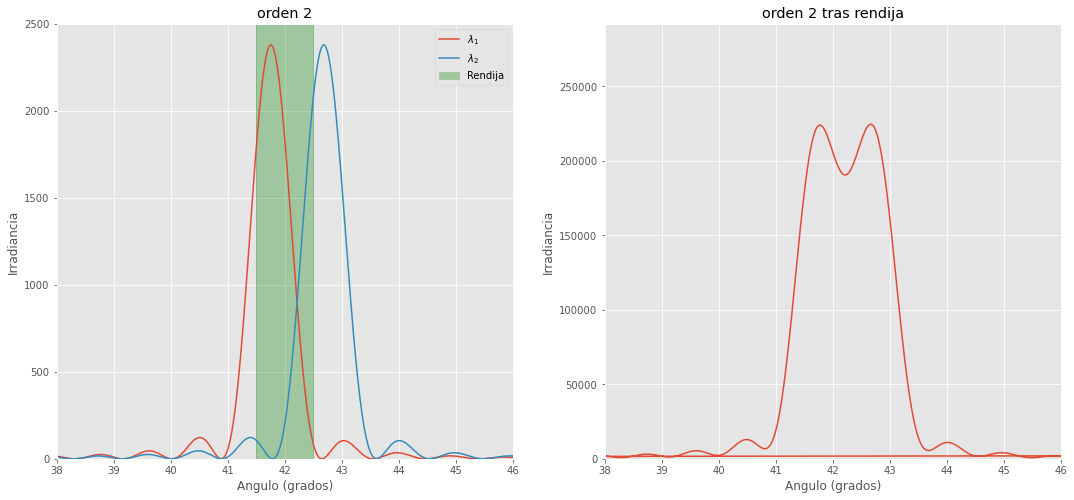 orden 2
Irradiancia
2500
2000
1500
1000
500
0
38 39 40 41 42 43 44 45 46
Angulo (grados)
λ₁
λ₂
Rendija
orden 2 tras rendija
Irradiancia
250000
200000
150000
100000
50000
0
38 39 40 41 42 43 44 45 46
Angulo (grados)